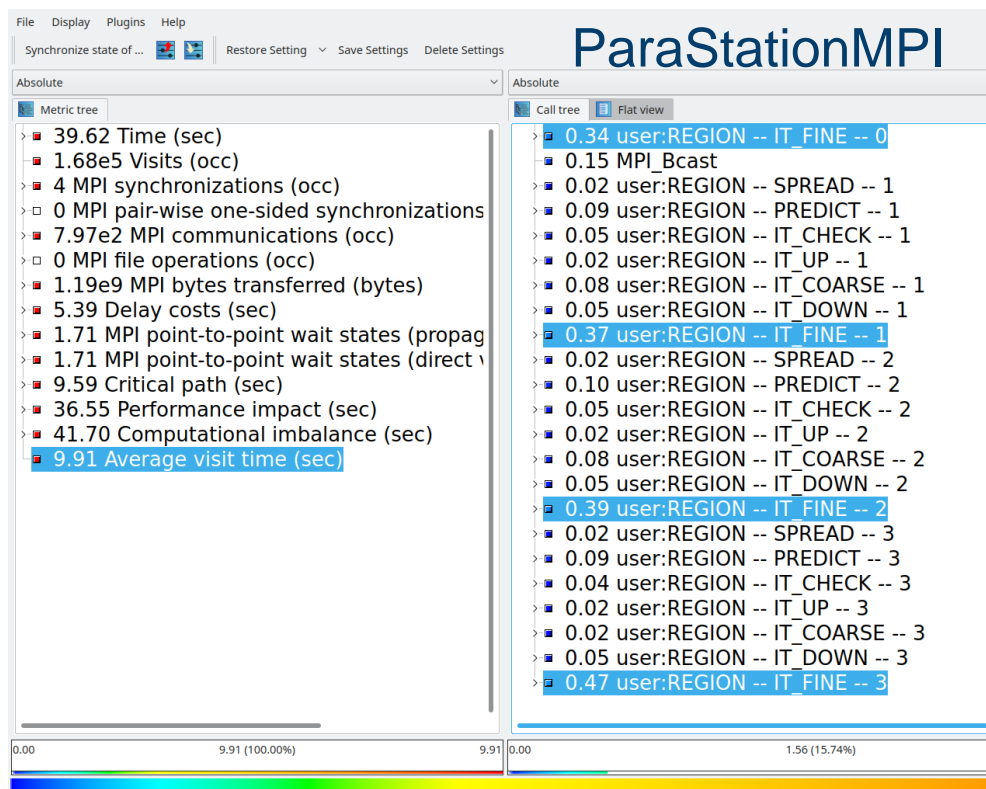 File Display Plugins Help
ParaStationMPI
Synchronize state of ... Restore Setting Save Settings Delete Settings
Absolute
Metric tree
39.62 Time (sec)
1.68e5 Visits (occ)
4 MPI synchronizations (occ)
0 MPI pair-wise one-sided synchronizations
7.97e2 MPI communications (occ)
0 MPI file operations (occ)
1.19e9 MPI bytes transferred (bytes)
5.39 Delay costs (sec)
1.71 MPI point-to-point wait states (propag
1.71 MPI point-to-point wait states (direct
9.59 Critical path (sec)
36.55 Performance impact (sec)
41.70 Computational imbalance (sec)
9.91 Average visit time (sec)
0.00 9.91 (100.00%) 9.91
Absolute
Call tree Flat view
0.34 user:REGION -- IT_FINE -- 0
0.15 MPI_Bcast
0.02 user:REGION -- SPREAD -- 1
0.09 user:REGION -- PREDICT -- 1
0.05 user:REGION -- IT_CHECK -- 1
0.02 user:REGION -- IT_UP -- 1
0.08 user:REGION -- IT_COARSE -- 1
0.05 user:REGION -- IT_DOWN -- 1
0.37 user:REGION -- IT_FINE -- 1
0.02 user:REGION -- SPREAD -- 2
0.10 user:REGION -- PREDICT -- 2
0.05 user:REGION -- IT_CHECK -- 2
0.02 user:REGION -- IT_UP -- 2
0.08 user:REGION -- IT_COARSE -- 2
0.05 user:REGION -- IT_DOWN -- 2
0.39 user:REGION -- IT_FINE -- 2
0.02 user:REGION -- SPREAD -- 3
0.09 user:REGION -- PREDICT -- 3
0.04 user:REGION -- IT_CHECK -- 3
0.02 user:REGION -- IT_UP -- 3
0.02 user:REGION -- IT_COARSE -- 3
0.05 user:REGION -- IT_DOWN -- 3
0.47 user:REGION -- IT_FINE -- 3
0.00 1.56 (15.74%)